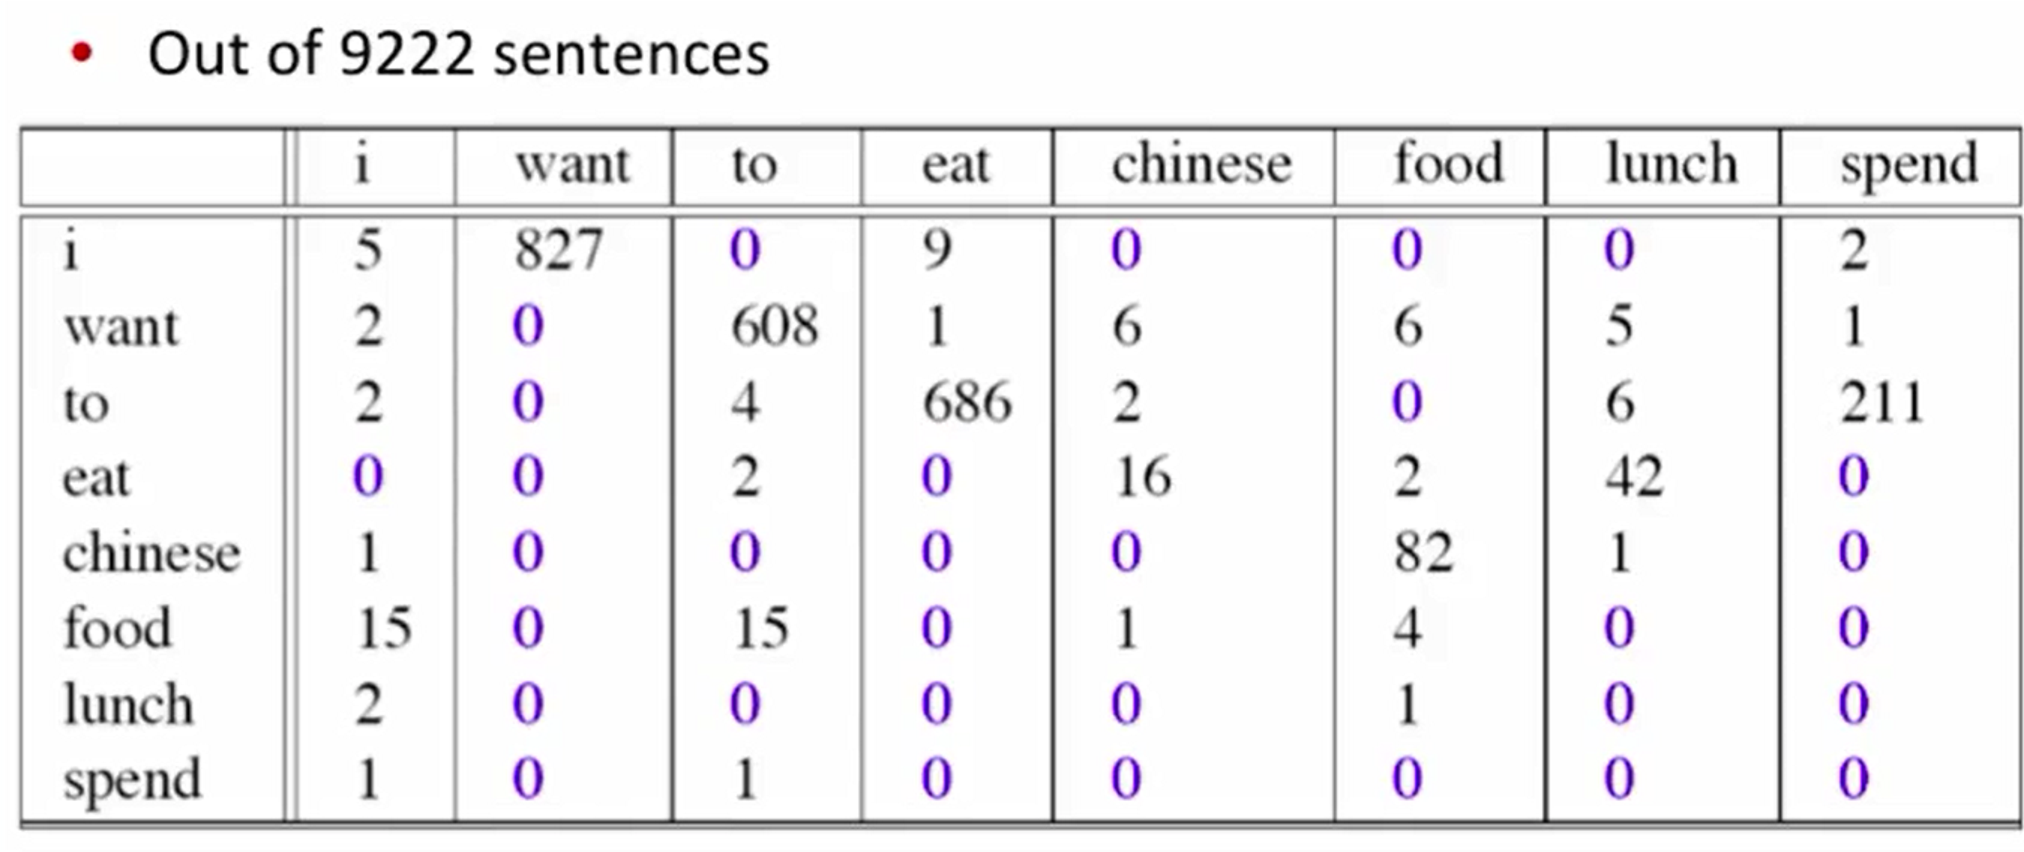 • Out of 9222 sentences
i want to eat chinese food lunch spend
i 5 827 0 9 0 0 0 2
want 2 0 608 1 6 6 5 1
to 2 0 4 686 2 0 6 211
eat 0 0 2 0 16 2 42 0
chinese 1 0 0 0 0 82 1 0
food 15 0 15 0 1 4 0 0
lunch 2 0 0 0 0 1 0 0
spend 1 0 1 0 0 0 0 0